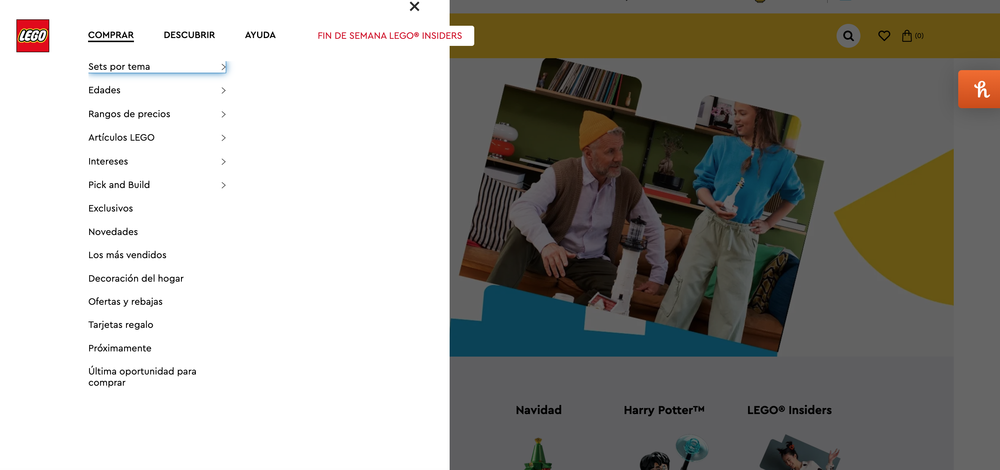 LEGO
COMPRAR
DESCUBRIR
AYUDA
FIN DE SEMANA LEGO® INSIDERS
(0)
Sets por tema
Edades
Rangos de precios
Artículos LEGO
Intereses
Pick and Build
Exclusivos
Novedades
Los más vendidos
Decoración del hogar
Ofertas y rebajas
Tarjetas regalo
Próximamente
Última oportunidad para
comprar
Navidad
Harry Potter™
LEGO® Insiders